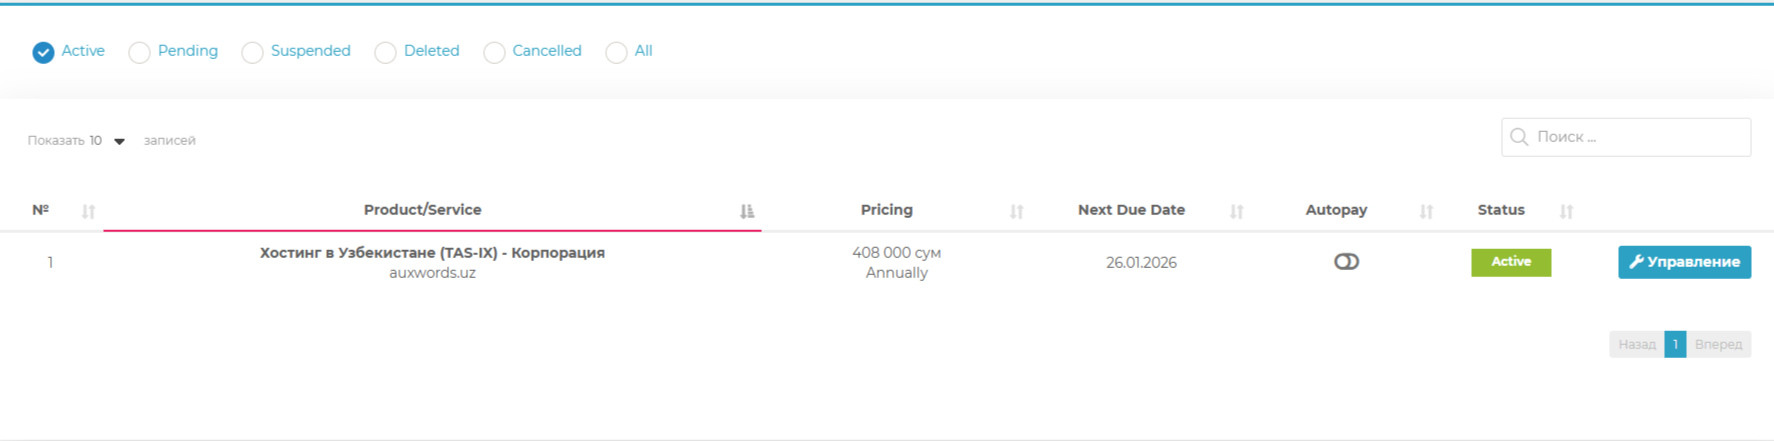 Active Pending Suspended Deleted Cancelled All
Показать 10 записей
Поиск ...
№ Product/Service Pricing Next Due Date Autopay Status
1 Хостинг в Узбекистане (TAS-IX) - Корпорация 408 000 сум 26.01.2026 Active Управление
auxwords.uz Annually
Назад 1 Вперед